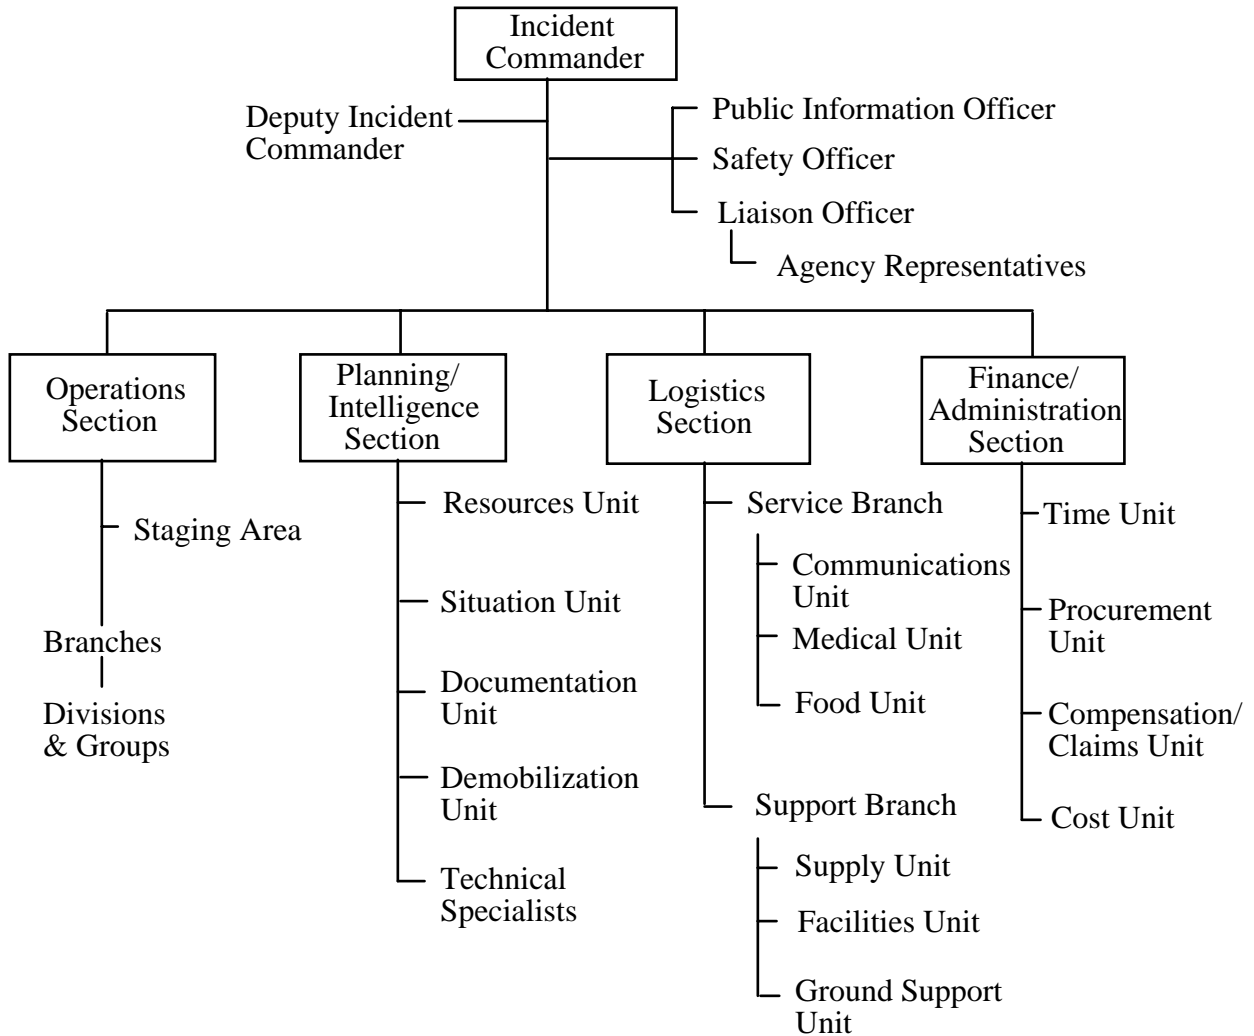 Incident
Commander
Deputy Incident
Commander
Public Information Officer
Safety Officer
Liaison Officer
Agency Representatives
Operations
Section
Staging Area
Branches
Divisions
& Groups
Planning/
Intelligence
Section
Resources Unit
Situation Unit
Documentation
Unit
Demobilization
Unit
Technical
Specialists
Logistics
Section
Service Branch
Communications
Unit
Medical Unit
Food Unit
Support Branch
Supply Unit
Facilities Unit
Ground Support
Unit
Finance/
Administration
Section
Time Unit
Procurement
Unit
Compensation/
Claims Unit
Cost Unit